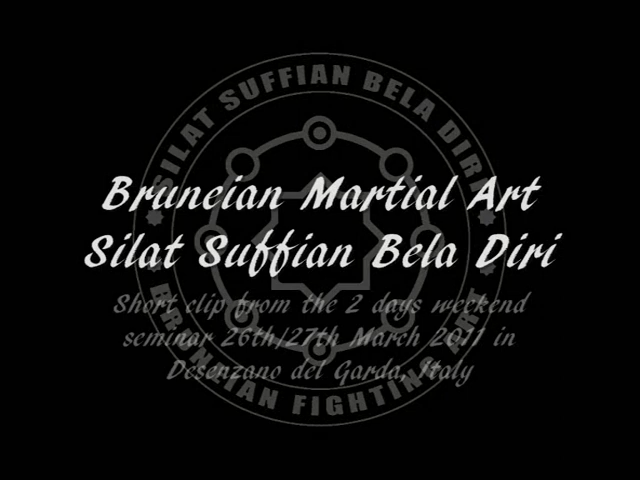 SILAT SUFFIAN BELA DIRI
Bruneian Martial Art
Silat Suffian Bela Diri
Short clip from the 2 days weekend
seminar 26th/27th March 2011 in
Desenzano del Garda, Italy
BRUNEIAN FIGHTING ART